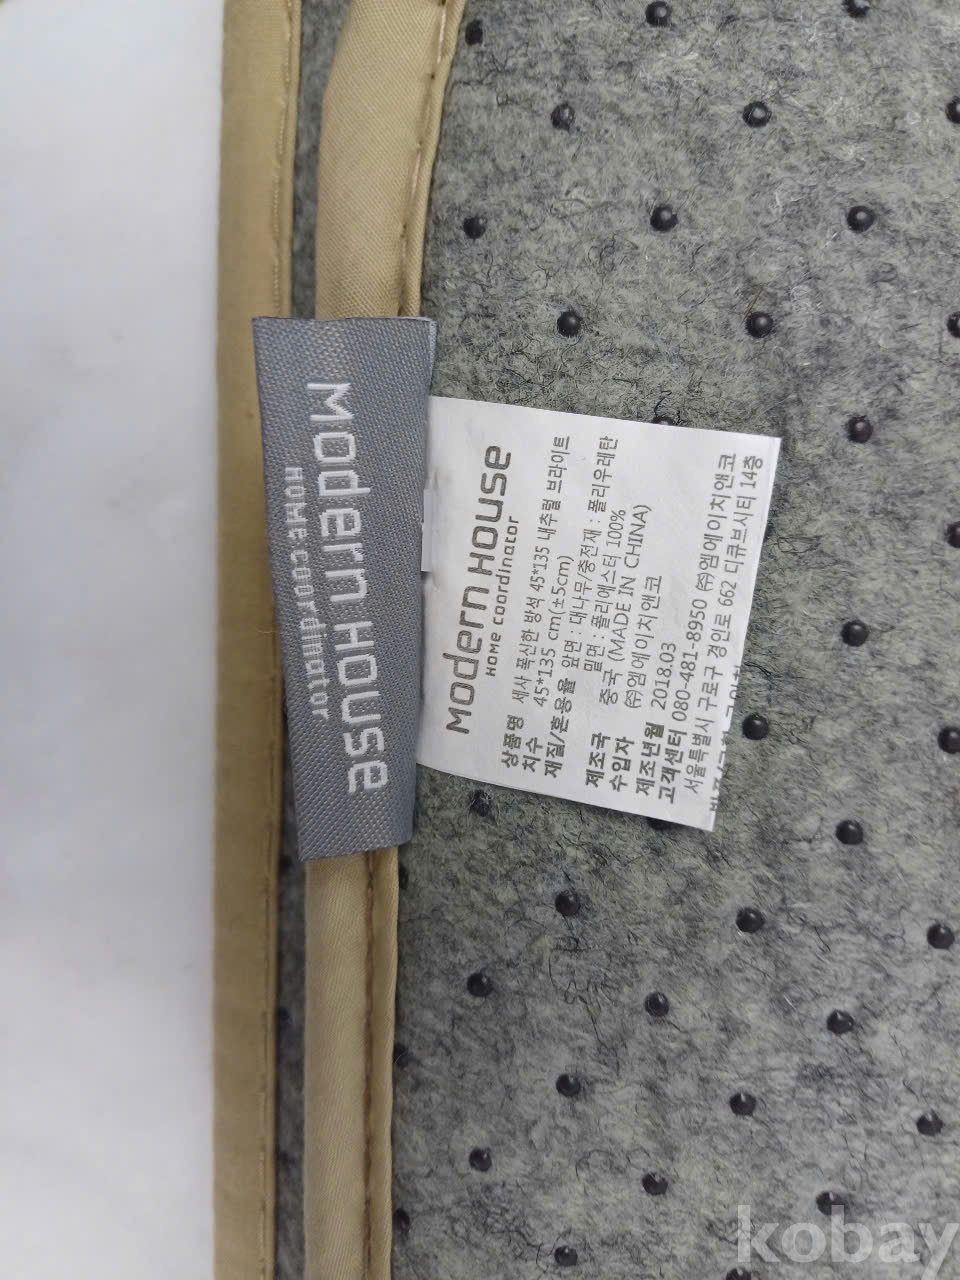 Modern House
Home Coordinator
Modern House
Home Coordinator
상품명 세사 폭신한 방석 45*135 내추럴 브라이트
치수 45*135 cm(±5cm)
재질/혼용율 앞면 : 대나무/충전재 : 폴리우레탄
밑면 : 폴리에스터 100%
제조국 중국 (MADE IN CHINA)
수입자 ㈜엠에이치앤코
제조년월 2018.03
고객센터 080-481-8950 ㈜엠에이치앤코
서울특별시 구로구 경인로 662 디큐브시티 14층
kobay